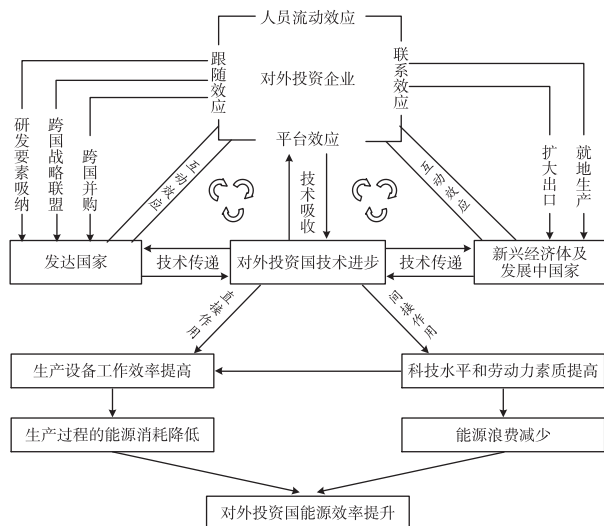 人员流动效应
跟随效应
对外投资企业
联系效应
平台效应
研发要素吸纳
跨国战略联盟
跨国并购
互动效应
技术吸收
互动效应
扩大出口
就地生产
发达国家
技术传递
对外投资国技术进步
技术传递
新兴经济体及
发展中国家
直接作用
间接作用
生产设备工作效率提高
科技水平和劳动力素质提高
生产过程的能源消耗降低
能源浪费减少
对外投资国能源效率提升